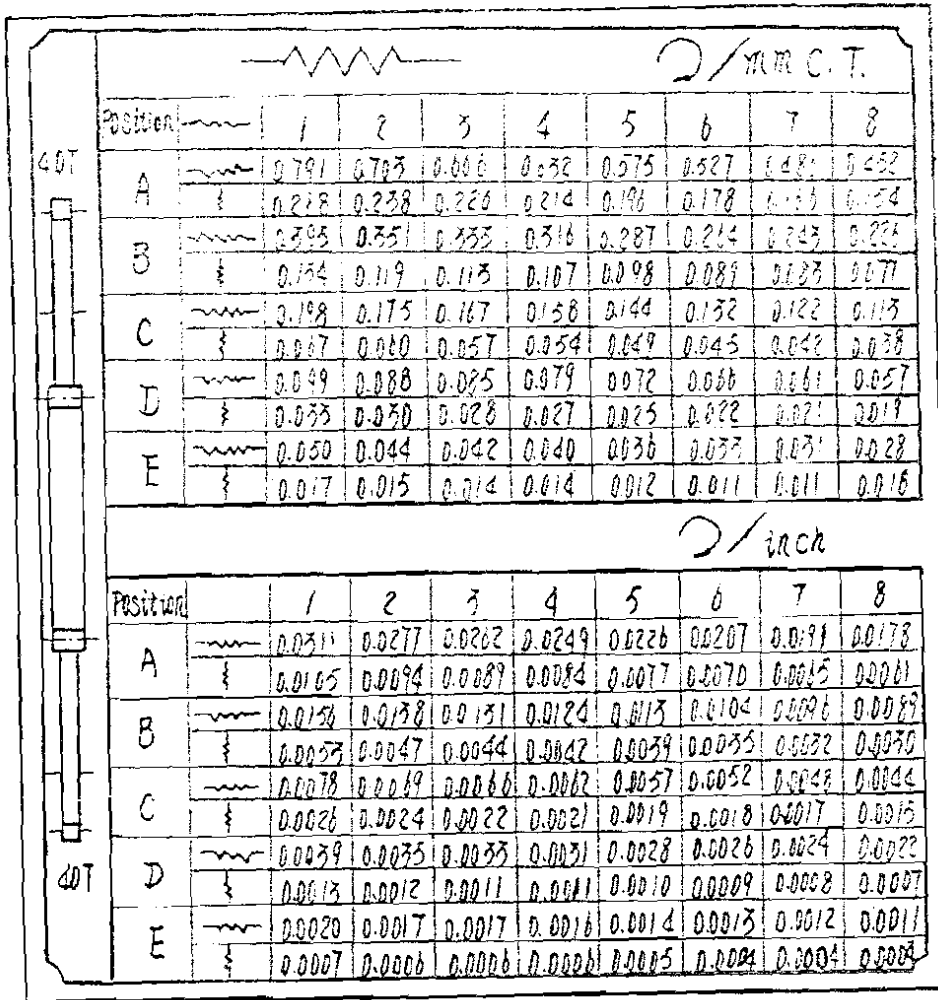 /mm C.T.
Position 1 2 3 4 5 6 7 8
40T
A 0.791 0.703 0.632 0.575 0.527
0.238 0.226 0.214 0.196 0.178 0.154
B 0.395 0.351 0.333 0.316 0.287 0.264 0.243 0.226
0.134 0.119 0.113 0.107 0.098 0.089 0.083 0.077
C 0.198 0.175 0.167 0.158 0.144 0.132 0.122 0.113
0.067 0.060 0.057 0.054 0.049 0.045 0.042 0.038
D 0.099 0.088 0.085 0.079 0.072 0.066 0.061 0.057
0.033 0.030 0.028 0.027 0.025 0.022 0.021 0.019
E 0.050 0.044 0.042 0.040 0.036 0.033 0.031 0.028
0.017 0.015 0.014 0.014 0.012 0.011 0.011
/inch
Position 1 2 3 4 5 6 7 8
A 0.0311 0.0277 0.0262 0.0249 0.0226 0.0207 0.0191 0.0178
0.0105 0.0094 0.0089 0.0084 0.0077 0.0070 0.0065 0.0061
B 0.0156 0.0138 0.0131 0.0124 0.0113 0.0104 0.0096 0.0089
0.0053 0.0047 0.0044 0.0042 0.0039 0.0035 0.0032 0.0030
C 0.0078 0.0069 0.0066 0.0062 0.0057 0.0052 0.0048 0.0044
0.0026 0.0024 0.0022 0.0021 0.0019 0.0018 0.0017 0.0015
D 0.0039 0.0035 0.0033 0.0031 0.0028 0.0026 0.0024 0.0022
0.0013 0.0012 0.0011 0.0011 0.0010 0.0009 0.0008 0.0007
40T
E 0.0020 0.0017 0.0017 0.0016 0.0014 0.0013 0.0012 0.0011
0.0007 0.0006 0.0006 0.0006 0.0005 0.0004 0.0004